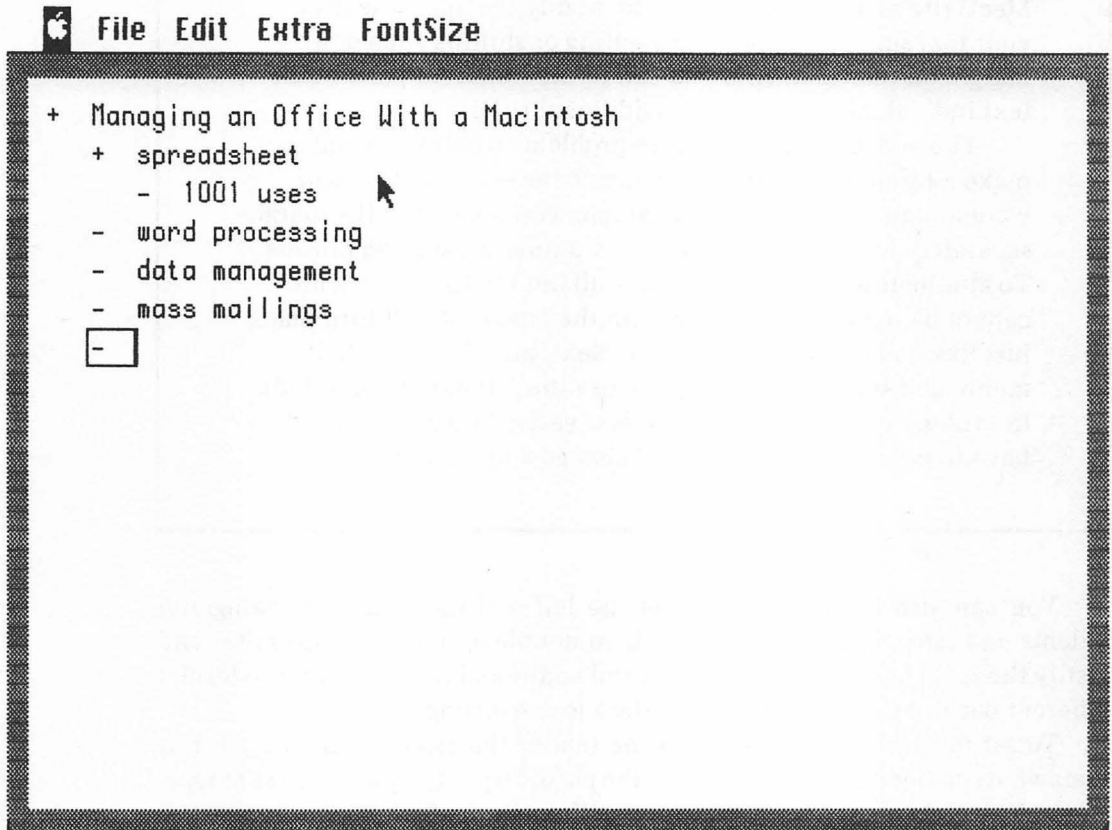 File Edit Extra FontSize
+ Managing an Office With a Macintosh
+ spreadsheet
- 1001 uses
- word processing
- data management
- mass mailings
-